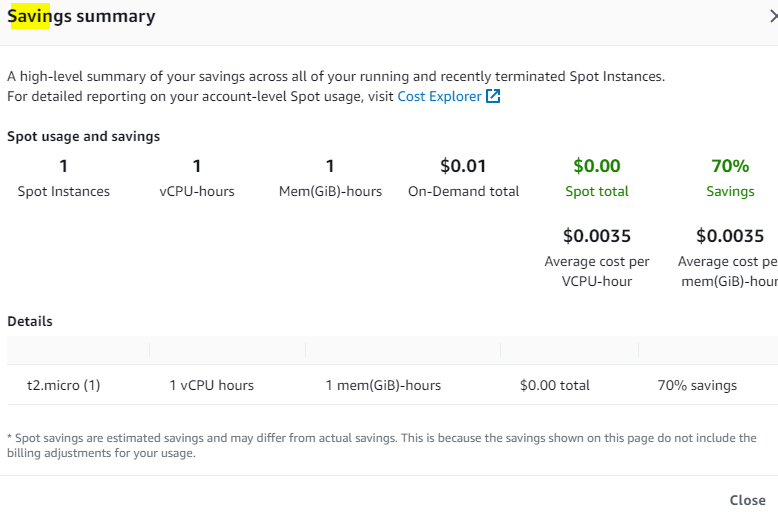 Savings summary
A high-level summary of your savings across all of your running and recently terminated Spot Instances.
For detailed reporting on your account-level Spot usage, visit Cost Explorer
Spot usage and savings
1 1 1 $0.01 $0.00 70%
Spot Instances vCPU-hours Mem(GiB)-hours On-Demand total Spot total Savings
$0.0035 $0.0035
Average cost per Average cost pe
VCPU-hour mem(GiB)-hour
Details
t2.micro (1) 1 vCPU hours 1 mem(GiB)-hours $0.00 total 70% savings
* Spot savings are estimated savings and may differ from actual savings. This is because the savings shown on this page do not include the
billing adjustments for your usage.
Close